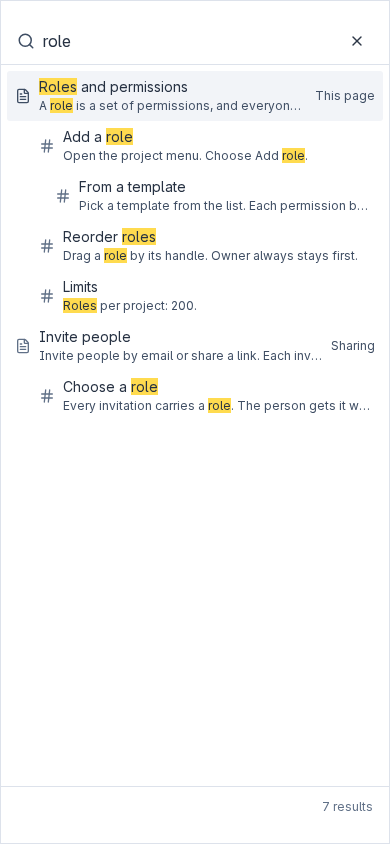 role
Roles and permissions
A role is a set of permissions, and everyon…
This page
Add a role
Open the project menu. Choose Add role.
From a template
Pick a template from the list. Each permission b…
Reorder roles
Drag a role by its handle. Owner always stays first.
Limits
Roles per project: 200.
Invite people
Invite people by email or share a link. Each inv…
Sharing
Choose a role
Every invitation carries a role. The person gets it w…
7 results